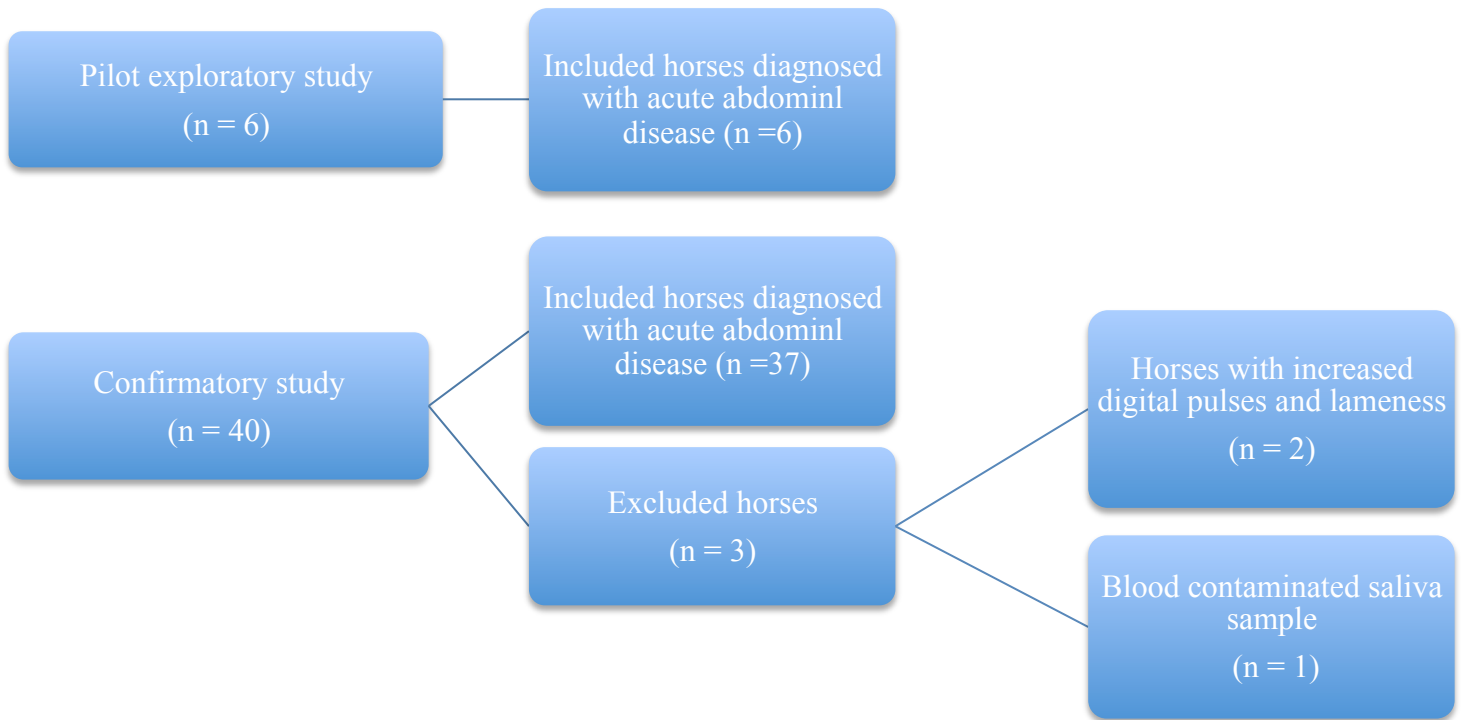 Pilot exploratory study
(n = 6)
Included horses diagnosed
with acute abdominl
disease (n =6)
Confirmatory study
(n = 40)
Included horses diagnosed
with acute abdominl
disease (n =37)
Excluded horses
(n = 3)
Horses with increased
digital pulses and lameness
(n = 2)
Blood contaminated saliva
sample
(n = 1)